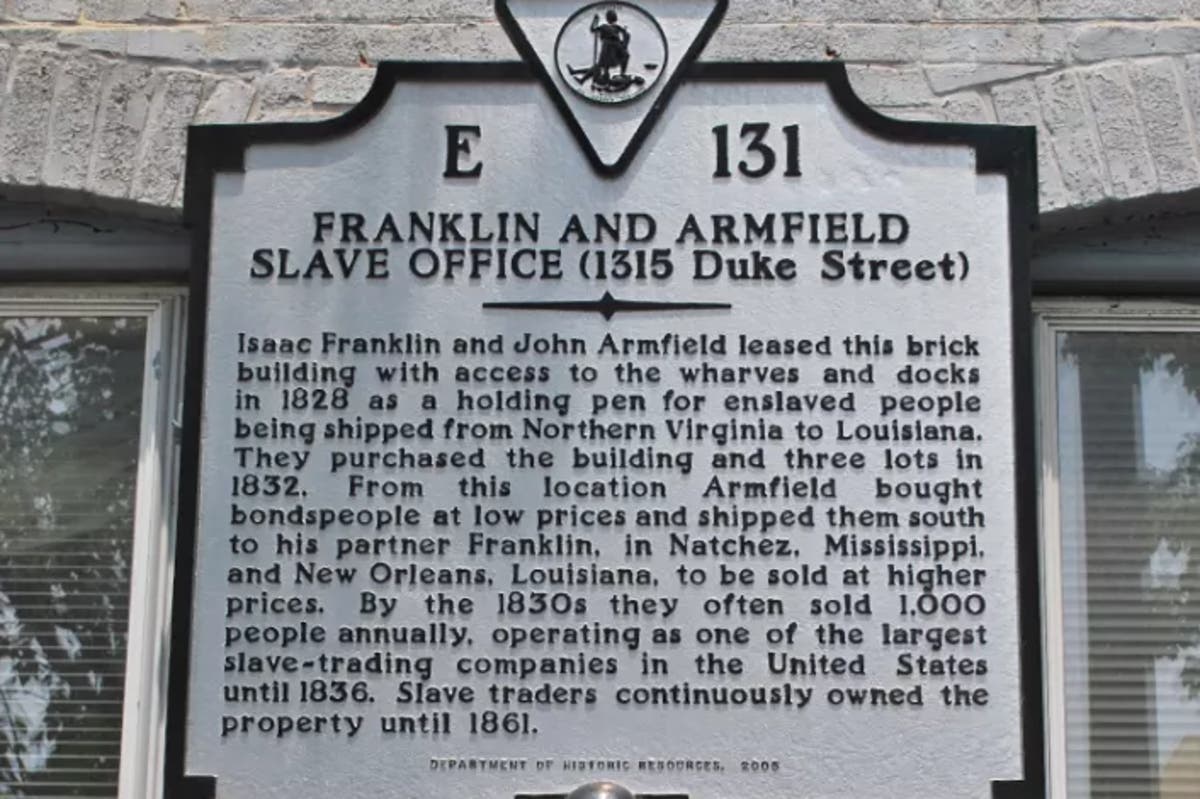 E 131
FRANKLIN AND ARMFIELD
SLAVE OFFICE (1315 Duke Street)
Isaac Franklin and John Armfield leased this brick
building with access to the wharves and docks
in 1828 as a holding pen for enslaved people
being shipped from Northern Virginia to Louisiana.
They purchased the building and three lots in
1832. From this location Armfield bought
bondspeople at low prices and shipped them south
to his partner Franklin, in Natchez, Mississippi,
and New Orleans, Louisiana, to be sold at higher
prices. By the 1830s they often sold 1,000
people annually, operating as one of the largest
slave-trading companies in the United States
until 1836. Slave traders continuously owned the
property until 1861.
DEPARTMENT OF HISTORIC RESOURCES, 2005